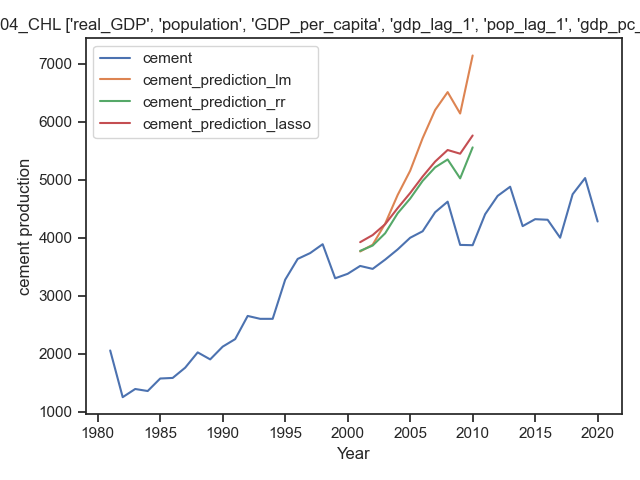 04_CHL ['real_GDP', 'population', 'GDP_per_capita', 'gdp_lag_1', 'pop_lag_1', 'gdp_pc_
cement
cement_prediction_lm
cement_prediction_rr
cement_prediction_lasso
7000
6000
5000
4000
3000
2000
1000
cement production
1980 1985 1990 1995 2000 2005 2010 2015 2020
Year